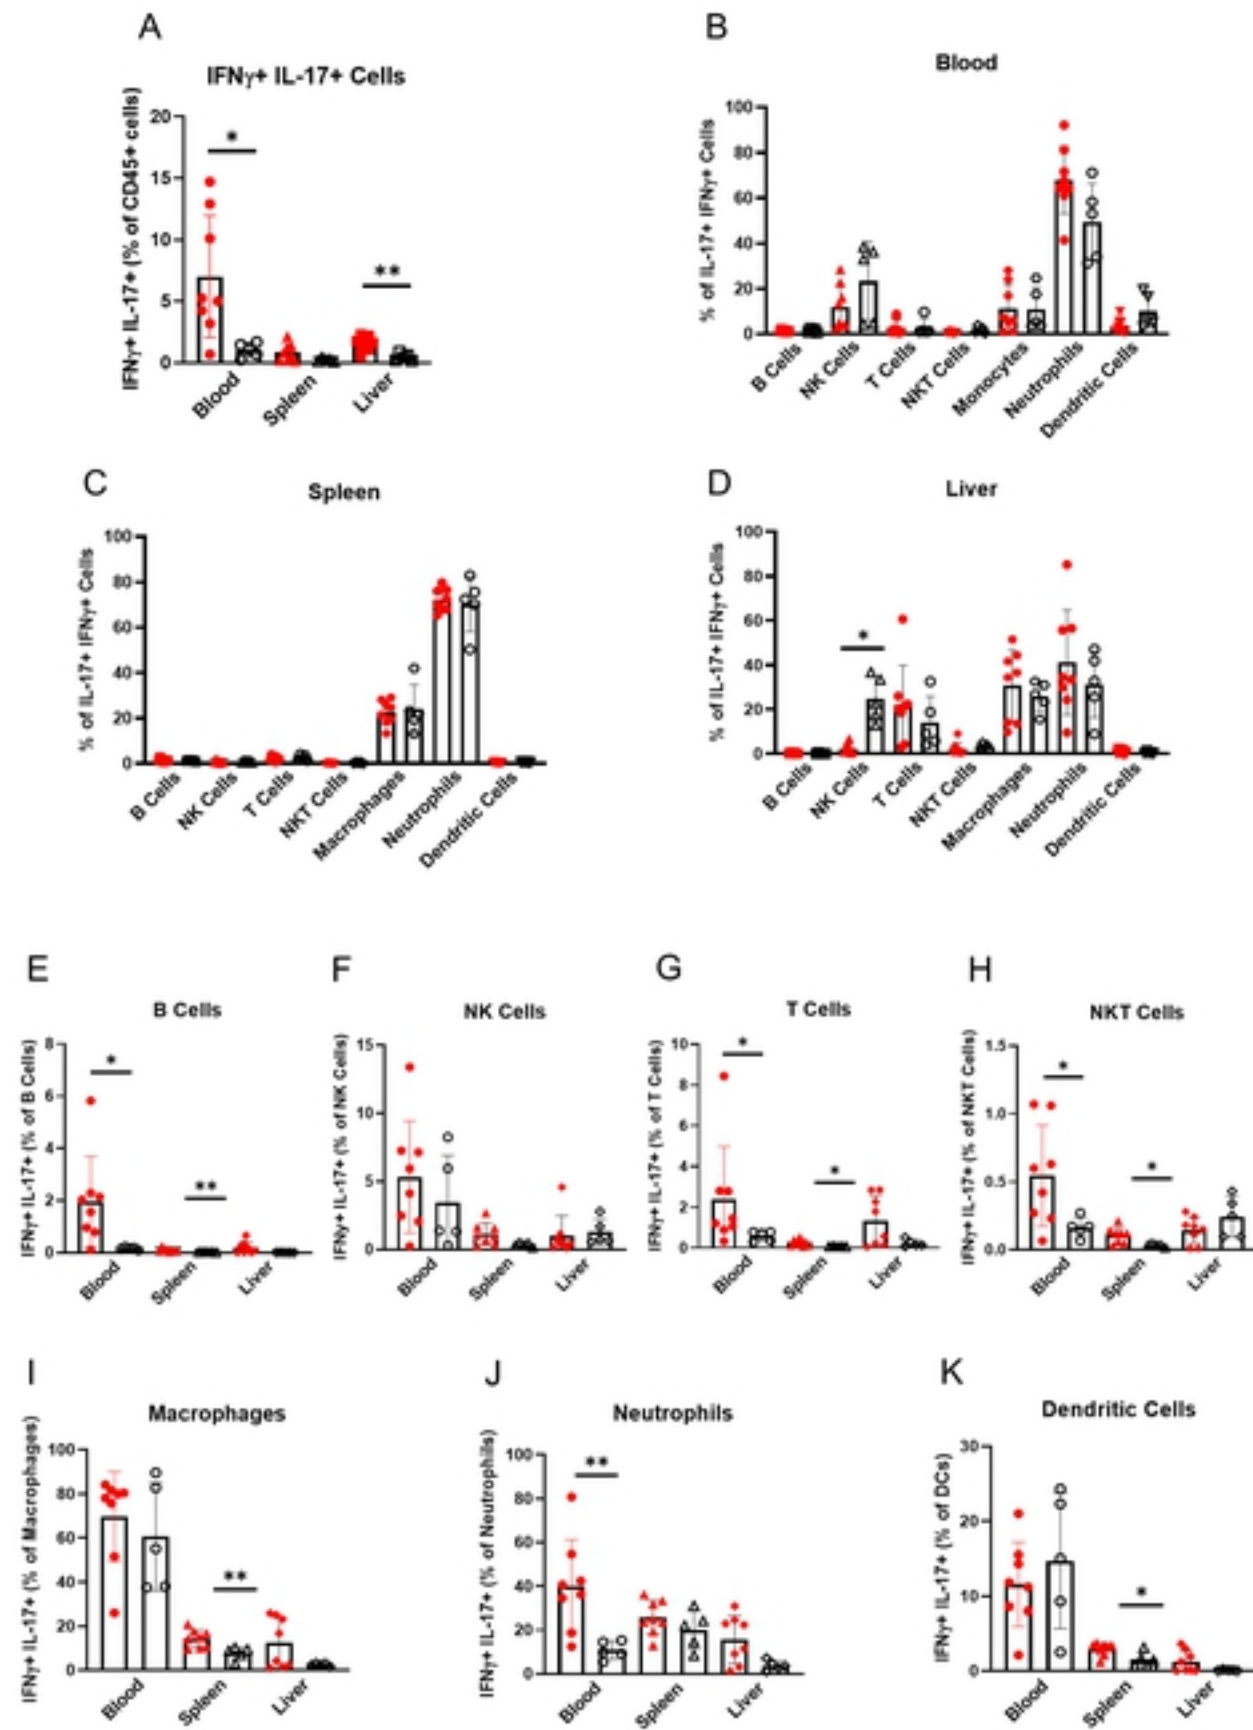 A
IFNγ+ IL-17+ Cells
IFNγ+ IL-17+ (% of CD45+ cells)
20
15
10
5
0
*
**
Blood
Spleen
Liver
B
Blood
% of IL-17+ IFNγ+ Cells
100
80
60
40
20
0
B Cells
NK Cells
T Cells
NKT Cells
Monocytes
Neutrophils
Dendritic Cells
C
Spleen
% of IL-17+ IFNγ+ Cells
100
80
60
40
20
0
B Cells
NK Cells
T Cells
NKT Cells
Macrophages
Neutrophils
Dendritic Cells
D
Liver
% of IL-17+ IFNγ+ Cells
100
80
60
40
20
0
*
B Cells
NK Cells
T Cells
NKT Cells
Macrophages
Neutrophils
Dendritic Cells
E
B Cells
IFNγ+ IL-17+ (% of B Cells)
8
6
4
2
0
*
**
Blood
Spleen
Liver
F
NK Cells
IFNγ+ IL-17+ (% of NK Cells)
15
10
5
0
Blood
Spleen
Liver
G
T Cells
IFNγ+ IL-17+ (% of T Cells)
10
8
6
4
2
0
*
*
Blood
Spleen
Liver
H
NKT Cells
IFNγ+ IL-17+ (% of NKT Cells)
1.5
1.0
0.5
0.0
*
*
Blood
Spleen
Liver
I
Macrophages
IFNγ+ IL-17+ (% of Macrophages)
100
80
60
40
20
0
**
Blood
Spleen
Liver
J
Neutrophils
IFNγ+ IL-17+ (% of Neutrophils)
100
80
60
40
20
0
**
Blood
Spleen
Liver
K
Dendritic Cells
IFNγ+ IL-17+ (% of DCs)
30
20
10
0
*
Blood
Spleen
Liver